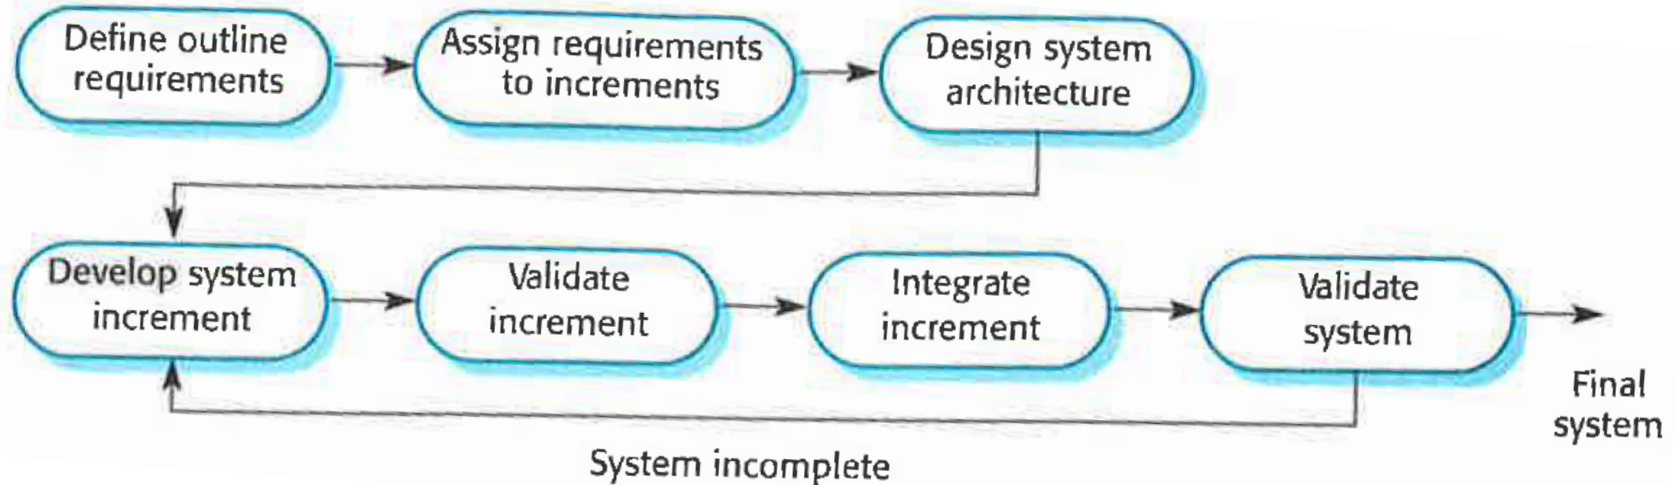 Define outline
requirements
Assign requirements
to increments
Design system
architecture
Develop system
increment
Validate
increment
Integrate
increment
Validate
system
Final
system
System incomplete